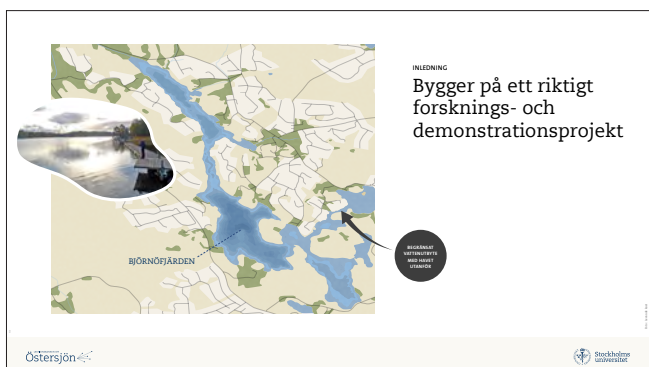 INLEDNING
Bygger på ett riktigt
forsknings- och
demonstrationsprojekt
BJÖRNÖFJÄRDEN
BEGRÄNSAT
VATTENUTBYTE
MED HAVET
UTANFÖR
Östersjön
Stockholms
universitet